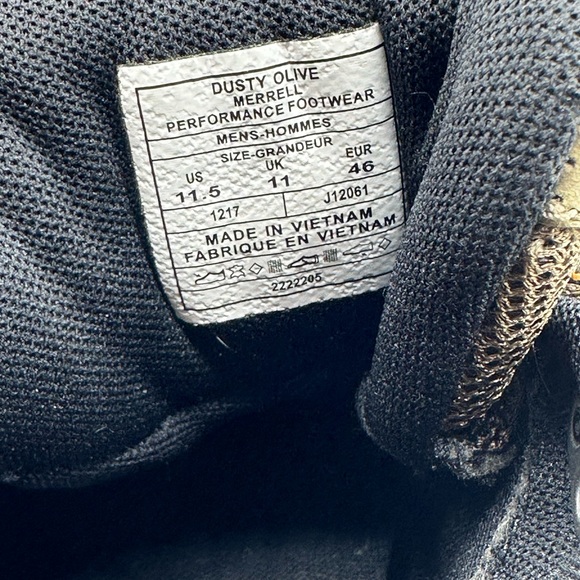 DUSTY OLIVE
MERRELL
PERFORMANCE FOOTWEAR
MENS-HOMMES
SIZE-GRANDEUR
US UK EUR
11.5 11 46
1217 J12061
MADE IN VIETNAM
FABRIQUE EN VIETNAM
2222205